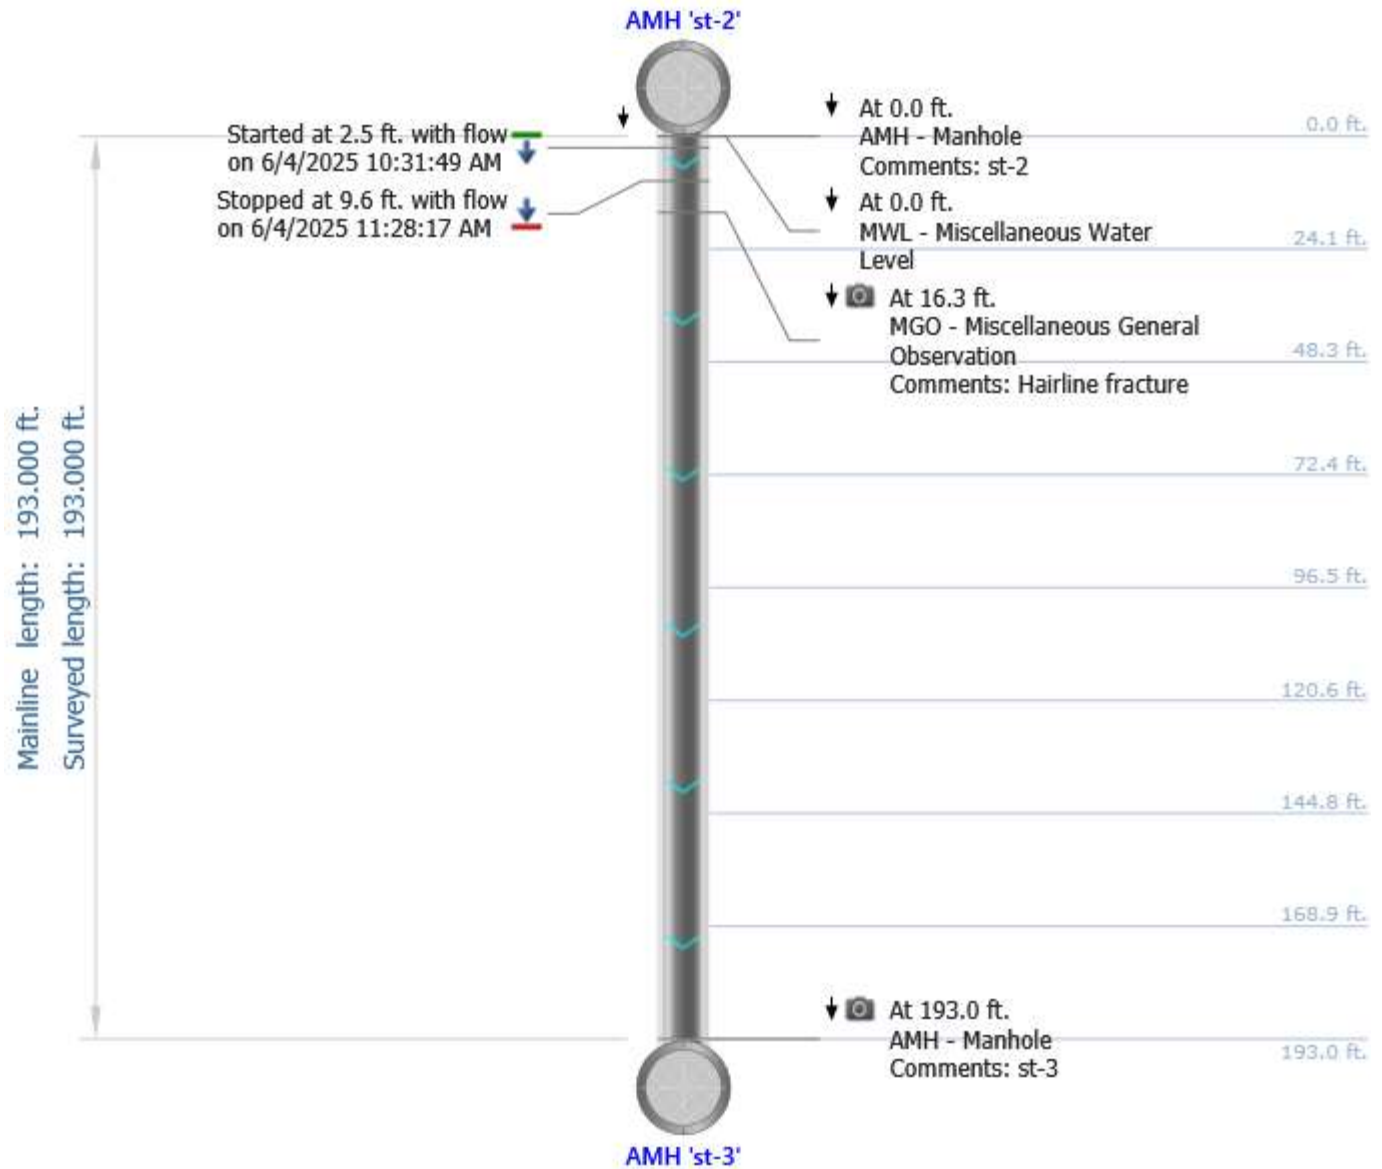 AMH 'st-2'
Started at 2.5 ft. with flow
on 6/4/2025 10:31:49 AM
Stopped at 9.6 ft. with flow
on 6/4/2025 11:28:17 AM
At 0.0 ft.
AMH - Manhole
Comments: st-2
At 0.0 ft.
MWL - Miscellaneous Water
Level
At 16.3 ft.
MGO - Miscellaneous General
Observation
Comments: Hairline fracture
0.0 ft.
24.1 ft.
48.3 ft.
72.4 ft.
96.5 ft.
120.6 ft.
144.8 ft.
168.9 ft.
193.0 ft.
Mainline length: 193.000 ft.
Surveyed length: 193.000 ft.
At 193.0 ft.
AMH - Manhole
Comments: st-3
AMH 'st-3'